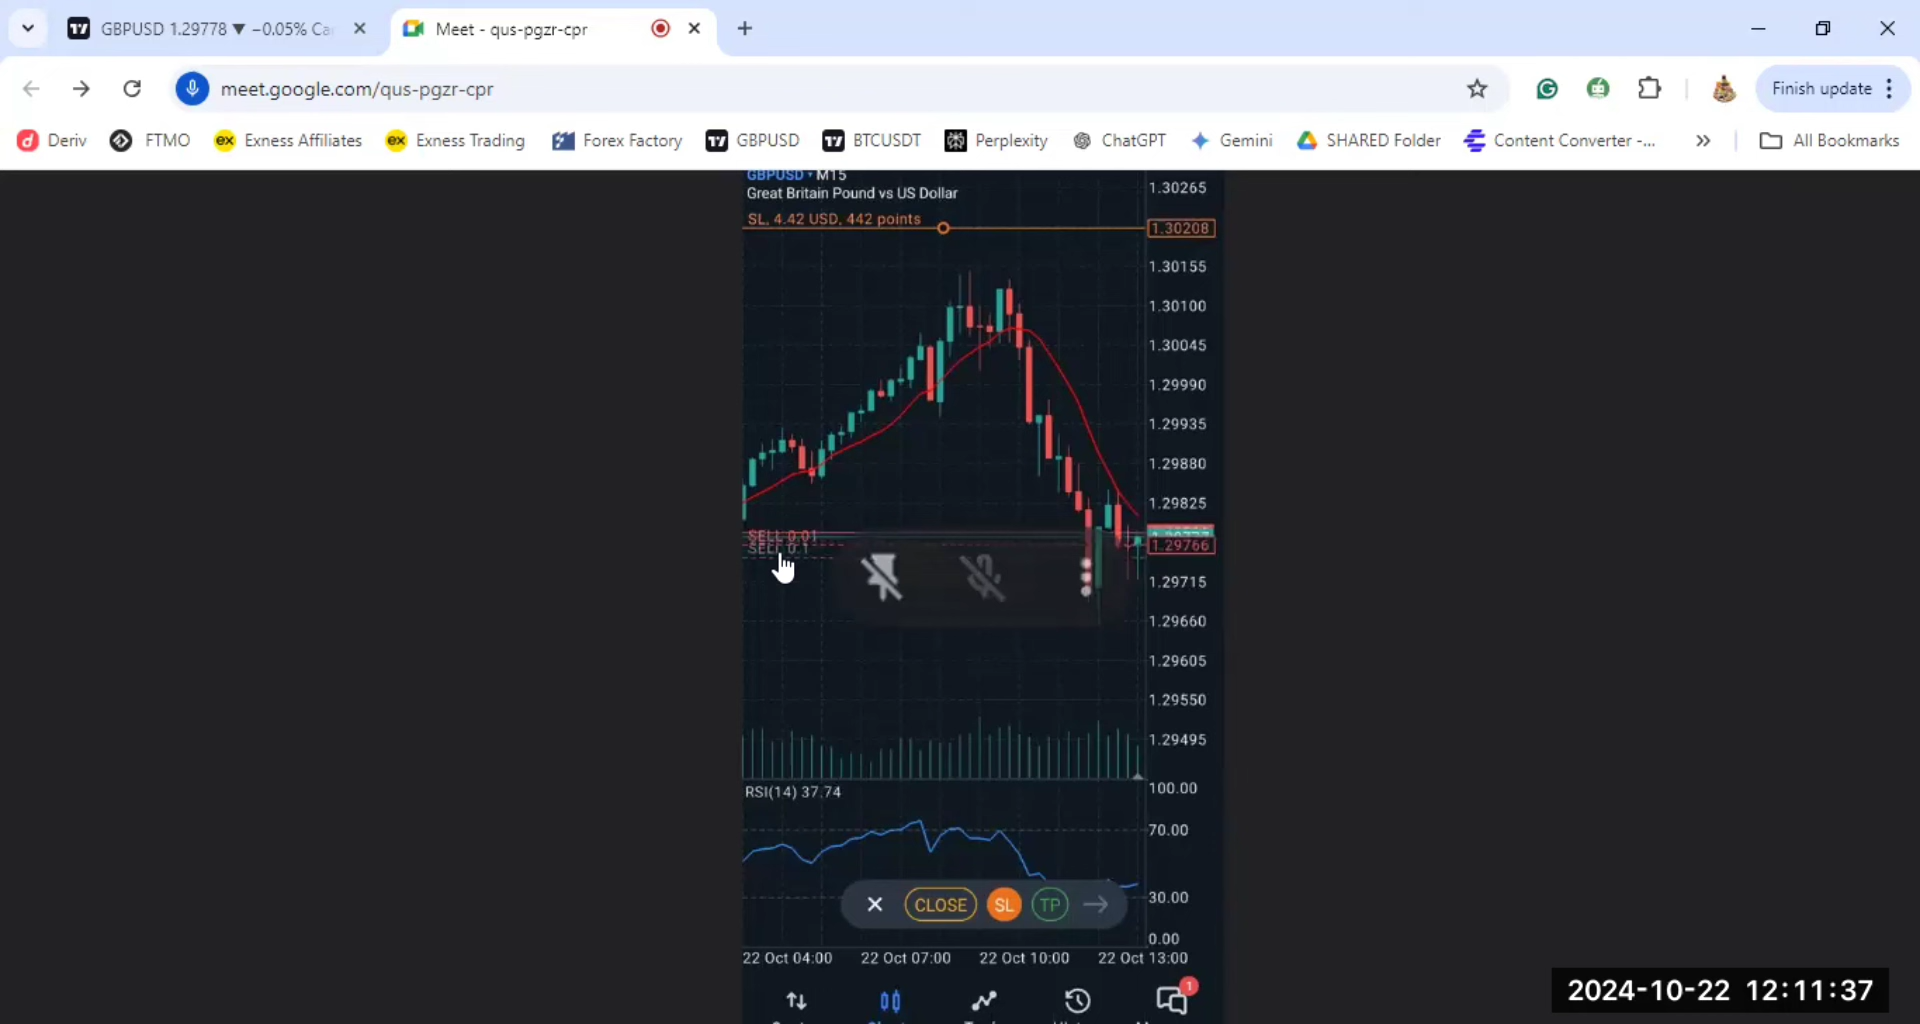 GBPUSD 1.29778 ▼ −0.05% Ca
Meet - qus-pgzr-cpr
meet.google.com/qus-pgzr-cpr
Finish update
Deriv
FTMO
Exness Affiliates
Exness Trading
Forex Factory
GBPUSD
BTCUSDT
Perplexity
ChatGPT
Gemini
SHARED Folder
Content Converter -...
All Bookmarks
GBPUSD • M15
Great Britain Pound vs US Dollar
SL, 4.42 USD, 442 points
1.30265
1.30208
1.30155
1.30100
1.30045
1.29990
1.29935
1.29880
1.29825
SELL 0.01
SELL 0.1
1.29766
1.29715
1.29660
1.29605
1.29550
1.29495
RSI(14) 37.74
100.00
70.00
30.00
0.00
CLOSE
SL
TP
22 Oct 04:00
22 Oct 07:00
22 Oct 10:00
22 Oct 13:00
1
2024-10-22 12:11:37